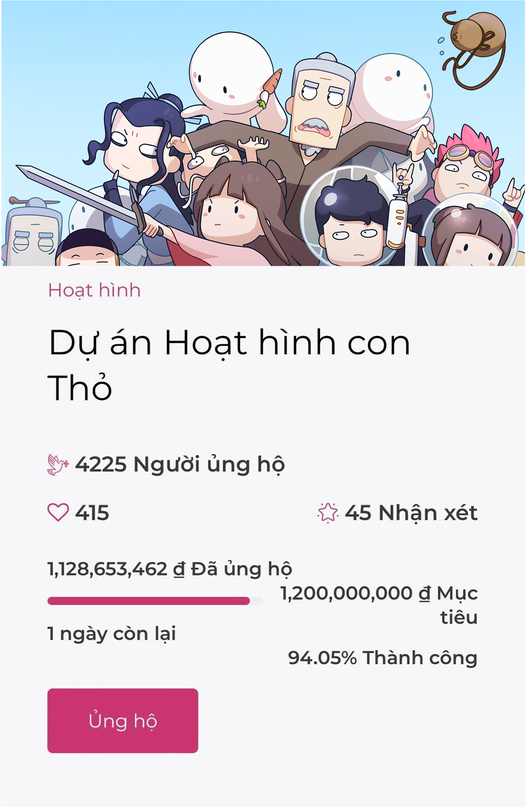 Hoạt hình
Dự án Hoạt hình con
Thỏ
4225 Người ủng hộ
415
45 Nhận xét
1,128,653,462 ₫ Đã ủng hộ
1,200,000,000 ₫ Mục
tiêu
1 ngày còn lại
94.05% Thành công
Ủng hộ